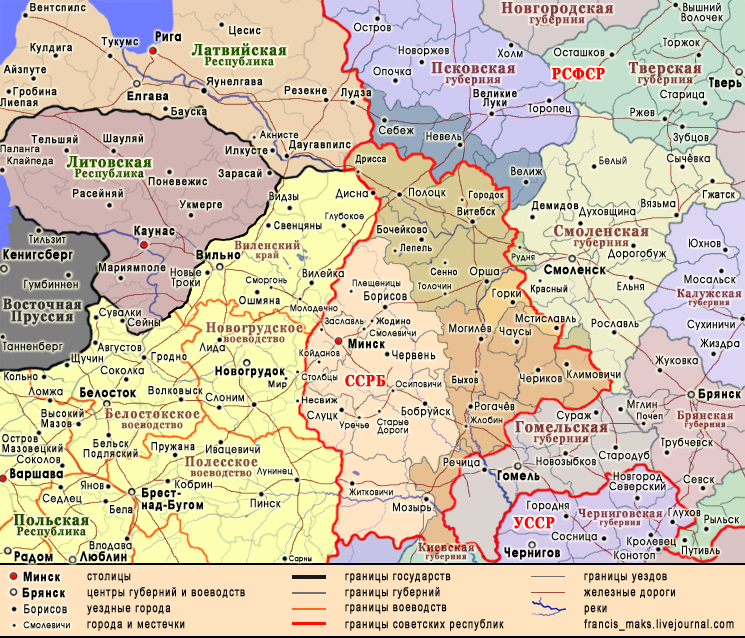 Вентспилс
Кулдига
Тукумс
Рига
Цесис
Латвийская
Республика
Айзпуте
Гробина
Лиепая
Елгава
Яунелгава
Бауска
Резекне
Лудза
Акнисте
Илкусте
Даугавпилс
Зарасай
Остров
Новоржев
Опочка
Холм
Псковская
губерния
Великие
Луки
Торопец
Себеж
Невель
Велиж
Новгородская
губерния
Вышний
Волочек
Осташков
Торжок
РСФСР
Тверская
губерния
Тверь
Старица
Ржев
Зубцов
Тельшяй
Шауляй
Паланга
Клайпеда
Литовская
Республика
Расейняй
Поневежис
Укмерге
Каунас
Мариямполе
Новые
Троки
Тильзит
Кенигсберг
Гумбиннен
Восточная
Пруссия
Танненберг
Дрисса
Дисна
Полоцк
Городок
Витебск
Видзы
Свенцяны
Глубокое
Бочейково
Лепель
Виленский
край
Вильно
Вилейка
Сморгонь
Ошмяна
Молодечно
Сенно
Толочин
Орша
Горки
Рудня
Красный
Белый
Сычёвка
Гжатск
Демидов
Духовщина
Вязьма
Смоленская
губерния
Дорогобуж
Смоленск
Ельня
Рославль
Юхнов
Мосальск
Калужская
губерния
Сухиничи
Жиздра
Плещеницы
Борисов
Заславль
Жодино
Смолевичи
Минск
Койданов
Червень
Могилёв
Чаусы
Мстиславль
Климовичи
Чериков
Быхов
Сувалки
Сейны
Августов
Щучин
Соколка
Гродно
Кольно
Ломжа
Белосток
Волковыск
Новогрудское
воеводство
Лида
Новогрудок
Мир
Слоним
Столбцы
Несвиж
ССРБ
Осиповичи
Слуцк
Уречье
Старые
Дороги
Бобруйск
Рогачёв
Жлобин
Высокий
Мазов
Белостокское
воеводство
Остров
Мазовецкий
Соколов
Бельск
Подляский
Пружана
Ивацевичи
Полесское
воеводство
Варшава
Седлец
Янов
Бела
Брест-
над-Бугом
Кобрин
Лунинец
Пинск
Польская
Республика
Влодава
Радом
Люблин
Сарны
Житковичи
Мозырь
Речица
Киевская
губерния
Гомельская
губерния
Гомель
Сураж
Мглин
Почеп
Стародуб
Новозыбков
Жуковка
Брянск
Брянская
губерния
Трубчевск
Севск
Новгород
Северский
Городня
УССР
Черниговская
губерния
Чернигов
Сосница
Глухов
Кролевец
Конотоп
Рыльск
Путивль
Минск столицы границы государств границы уездов
Брянск центры губерний и воеводств границы губерний железные дороги
Борисов уездные города границы воеводств реки
Смолевичи города и местечки границы советских республик francis_maks.livejournal.com